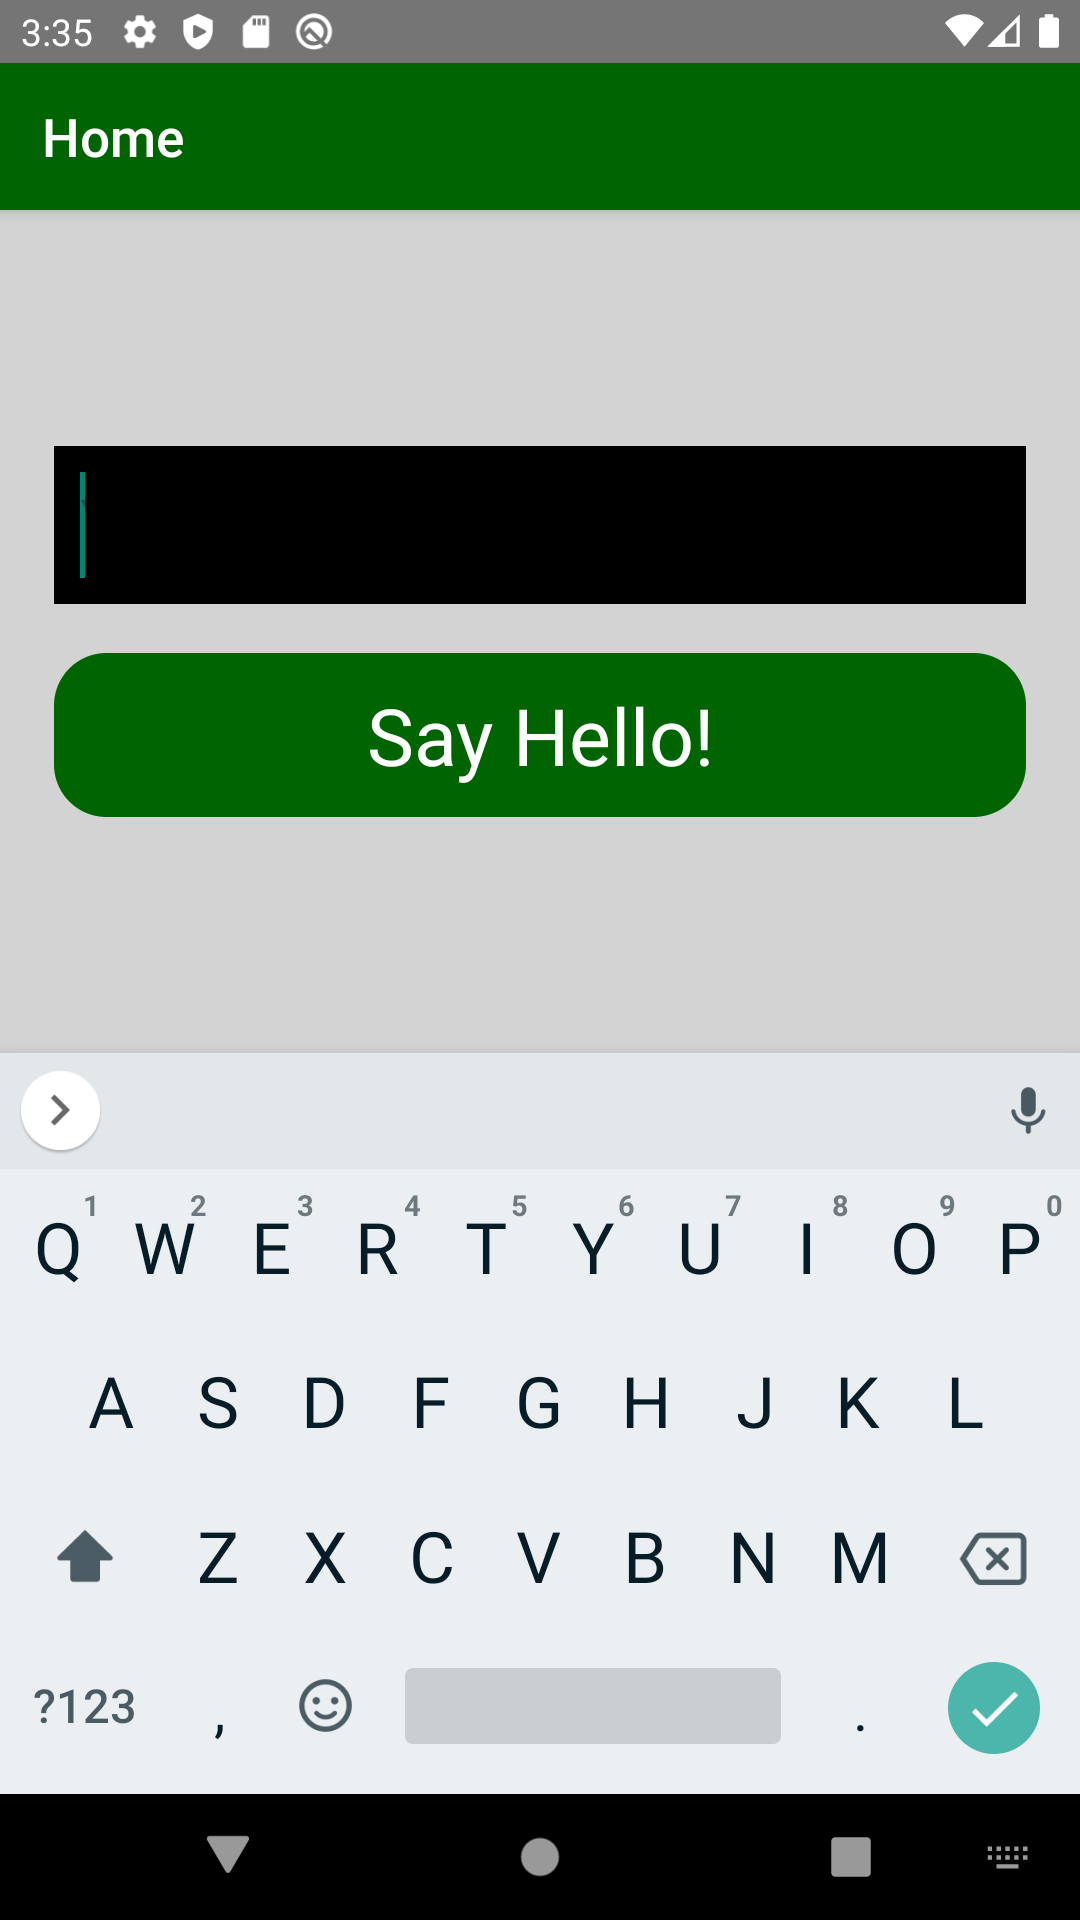 3:35
Home
Say Hello!
1 2 3 4 5 6 7 8 9 0
Q W E R T Y U I O P
A S D F G H J K L
Z X C V B N M
?123 , .